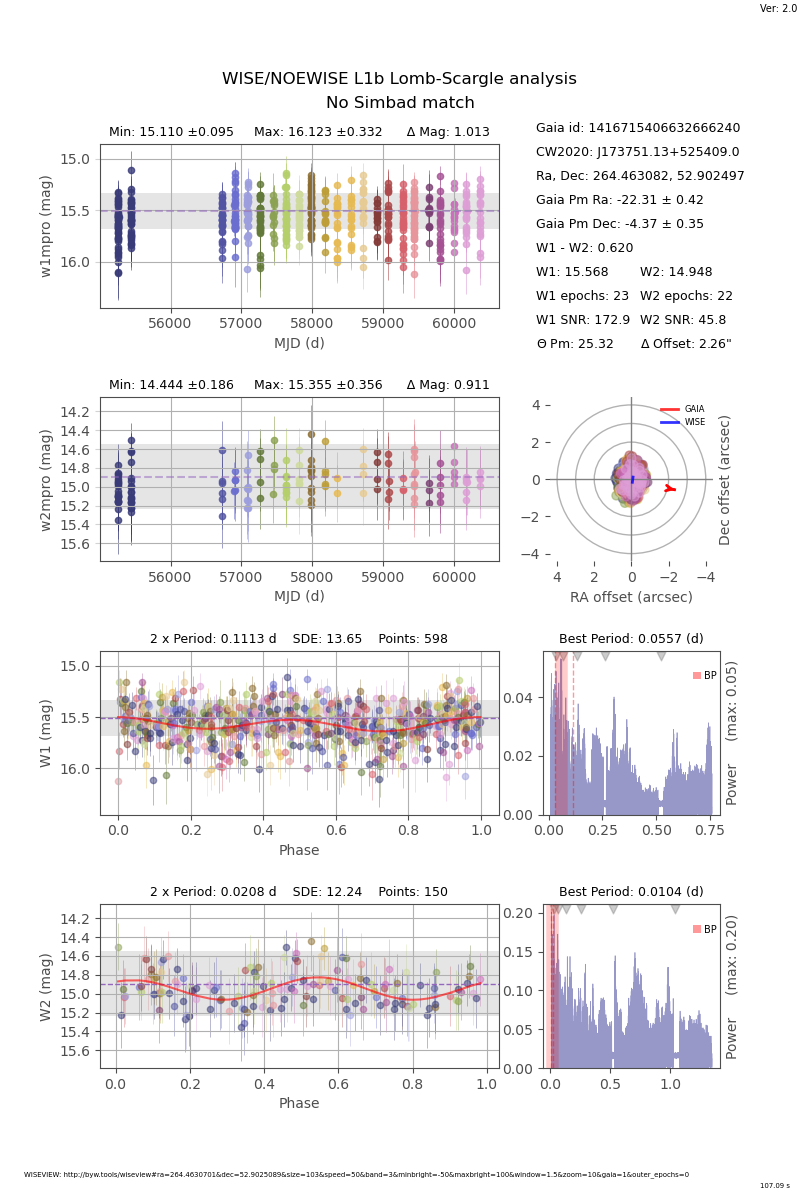 Ver: 2.0
WISE/NOEWISE L1b Lomb-Scargle analysis
No Simbad match
Min: 15.110 ±0.095 Max: 16.123 ±0.332 Δ Mag: 1.013
15.0
15.5
16.0
w1mpro (mag)
56000 57000 58000 59000 60000
MJD (d)
Gaia id: 1416715406632666240
CW2020: J173751.13+525409.0
Ra, Dec: 264.463082, 52.902497
Gaia Pm Ra: -22.31 ± 0.42
Gaia Pm Dec: -4.37 ± 0.35
W1 - W2: 0.620
W1: 15.568 W2: 14.948
W1 epochs: 23 W2 epochs: 22
W1 SNR: 172.9 W2 SNR: 45.8
Θ Pm: 25.32 Δ Offset: 2.26"
Min: 14.444 ±0.186 Max: 15.355 ±0.356 Δ Mag: 0.911
14.2
14.4
14.6
14.8
15.0
15.2
15.4
15.6
w2mpro (mag)
56000 57000 58000 59000 60000
MJD (d)
GAIA
WISE
4
2
0
−2
−4
Dec offset (arcsec)
4 2 0 −2 −4
RA offset (arcsec)
2 x Period: 0.1113 d SDE: 13.65 Points: 598
15.0
15.5
16.0
W1 (mag)
0.0 0.2 0.4 0.6 0.8 1.0
Phase
Best Period: 0.0557 (d)
BP
0.04
0.02
0.00
Power (max: 0.05)
0.00 0.25 0.50 0.75
2 x Period: 0.0208 d SDE: 12.24 Points: 150
14.2
14.4
14.6
14.8
15.0
15.2
15.4
15.6
W2 (mag)
0.0 0.2 0.4 0.6 0.8 1.0
Phase
Best Period: 0.0104 (d)
BP
0.20
0.15
0.10
0.05
0.00
Power (max: 0.20)
0.0 0.5 1.0
WISEVIEW: http://byw.tools/wiseview#ra=264.4630701&dec=52.9025089&size=103&speed=50&band=3&minbright=-50&maxbright=100&window=1.5&zoom=10&gaia=1&outer_epochs=0
107.09 s